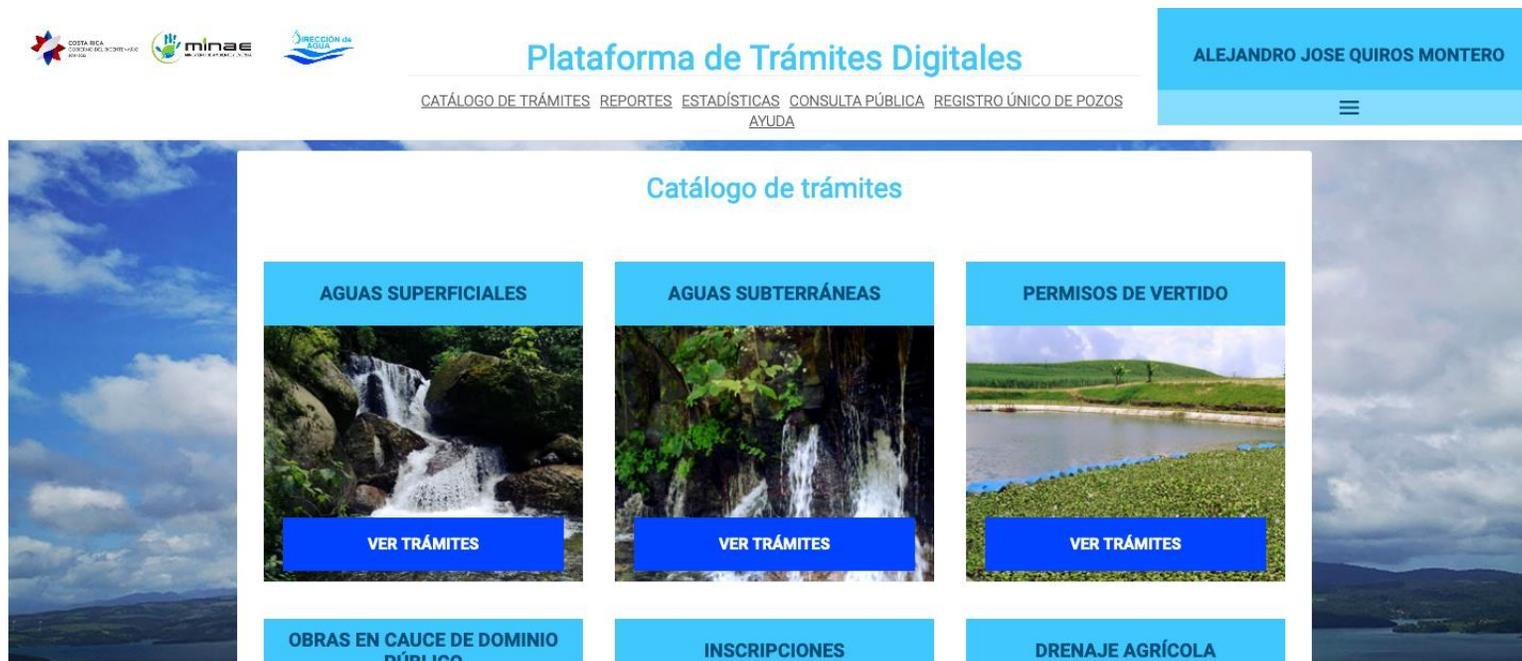 COSTA RICA
minae
DIRECCIÓN de
AGUA
Plataforma de Trámites Digitales
ALEJANDRO JOSE QUIROS MONTERO
CATÁLOGO DE TRÁMITES REPORTES ESTADÍSTICAS CONSULTA PÚBLICA REGISTRO ÚNICO DE POZOS
AYUDA
Catálogo de trámites
AGUAS SUPERFICIALES
AGUAS SUBTERRÁNEAS
PERMISOS DE VERTIDO
VER TRÁMITES
VER TRÁMITES
VER TRÁMITES
OBRAS EN CAUCE DE DOMINIO
PÚBLICO
INSCRIPCIONES
DRENAJE AGRÍCOLA